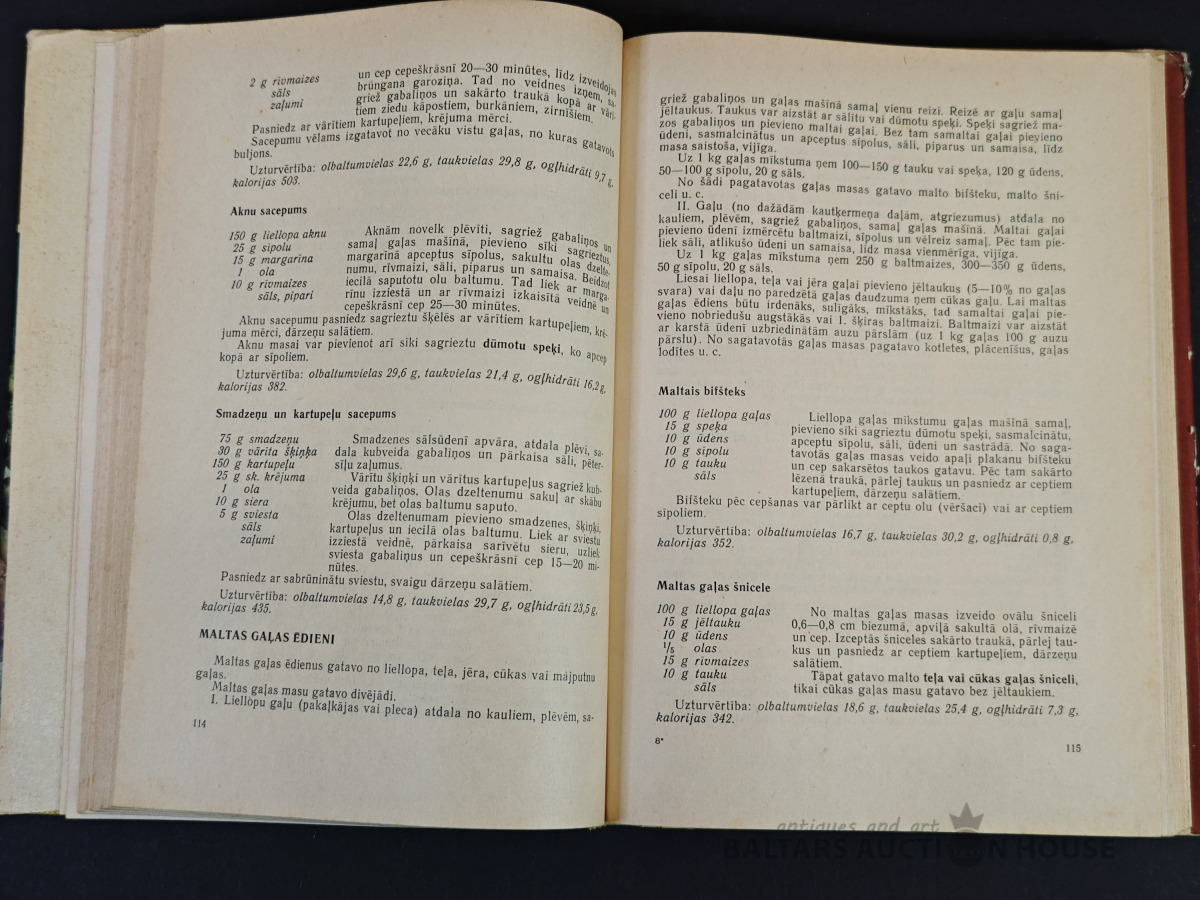 2 g rīvmaizes
sāls
zaļumi
un cep cepeškrāsnī 20—30 minūtes, līdz izveidojas
brūngana garoziņa. Tad no veidnes izņem, sa-
griež gabaliņos un sakārto traukā kopā ar vārī-
tiem ziedu kāpostiem, burkāniem, zirnīšiem.
Pasniedz ar vārītiem kartupeļiem, krējuma mērci.
Sacepumu vēlams izgatavot no vecāku vistu gaļas, no kuras gatavots
buljons.
Uzturvērtība: olbaltumvielas 22,6 g, taukvielas 29,8 g, ogļhidrāti 9,7 g,
kalorijas 503.
Aknu sacepums
150 g liellopa aknu
25 g sīpolu
15 g margarīna
1 ola
10 g rīvmaizes
sāls, pipari
Aknām novelk plēvīti, sagriež gabaliņos un
samaļ gaļas mašīnā, pievieno sīki sagrieztus,
margarīnā apceptus sīpolus, sakultu olas dzelte-
numu, rīvmaizi, sāli, piparus un samaisa. Beidzot
iecilā saputotu olu baltumu. Tad liek ar marga-
rīnu izziestā un ar rīvmaizi izkaisītā veidnē un
cepeškrāsnī cep 25—30 minūtes.
Aknu sacepumu pasniedz sagrieztu šķēlēs ar vārītiem kartupeļiem, krē-
juma mērci, dārzeņu salātiem.
Aknu masai var pievienot arī sīki sagrieztu dūmotu speķi, ko apcep
kopā ar sīpoliem.
Uzturvērtība: olbaltumvielas 29,6 g, taukvielas 21,4 g, ogļhidrāti 16,2 g,
kalorijas 382.
Smadzeņu un kartupeļu sacepums
75 g smadzeņu
30 g vārīta šķiņķa
150 g kartupeļu
25 g sk. krējuma
1 ola
10 g siera
5 g sviesta
sāls
zaļumi
Smadzenes sālsūdenī apvāra, atdala plēvi, sa-
dala kubveida gabaliņos un pārkaisa sāli, pēter-
sīļu zaļumus.
Vārītu šķiņķi un vārītus kartupeļus sagriež kub-
veida gabaliņos. Olas dzeltenumu sakuļ ar skābu
krējumu, bet olas baltumu saputo.
Olas dzeltenumam pievieno smadzenes, šķiņķi,
kartupeļus un iecilā olas baltumu. Liek ar sviestu
izziestā veidnē, pārkaisa sarīvētu sieru, uzliek
sviesta gabaliņus un cepeškrāsnī cep 15—20 mi-
nūtes.
Pasniedz ar sabrūninātu sviestu, svaigu dārzeņu salātiem.
Uzturvērtība: olbaltumvielas 14,8 g, taukvielas 29,7 g, ogļhidrāti 23,5 g,
kalorijas 435.
MALTAS GAĻAS ĒDIENI
Maltas gaļas ēdienus gatavo no liellopa, teļa, jēra, cūkas vai mājputnu
gaļas.
Maltas gaļas masu gatavo divējādi.
I. Liellopu gaļu (pakaļkājas vai pleca) atdala no kauliem, plēvēm, sa-
114
griež gabaliņos un gaļas mašīnā samaļ vienu reizi. Reizē ar gaļu samaļ
jēltaukus. Taukus var aizstāt ar sālītu vai dūmotu speķi. Speķi sagriež ma-
zos gabaliņos un pievieno maltai gaļai. Bez tam samaltai gaļai pievieno
ūdeni, sasmalcinātus un apceptus sīpolus, sāli, piparus un samaisa, līdz
masa saistoša, vijīga.
Uz 1 kg gaļas mīkstuma ņem 100—150 g tauku vai speķa, 120 g ūdens,
50—100 g sīpolu, 20 g sāls.
No šādi pagatavotas gaļas masas gatavo malto bifšteku, malto šni-
celi u. c.
II. Gaļu (no dažādām kautķermeņa daļām, atgriezumus) atdala no
kauliem, plēvēm, sagriež gabaliņos, samaļ gaļas mašīnā. Maltai gaļai
pievieno ūdenī izmērcētu baltmaizi, sīpolus un vēlreiz samaļ. Pēc tam pie-
liek sāli, atlikušo ūdeni un samaisa, līdz masa vienmērīga, vijīga.
Uz 1 kg gaļas mīkstuma ņem 250 g baltmaizes, 300—350 g ūdens,
50 g sīpolu, 20 g sāls.
Liesai liellopa, teļa vai jēra gaļai pievieno jēltaukus (5—10% no gaļas
svara) vai daļu no paredzētā gaļas daudzuma ņem cūkas gaļu. Lai maltas
gaļas ēdiens būtu irdenāks, sulīgāks, mīkstāks, tad samaltai gaļai pie-
vieno nobriedušu augstākās vai 1. šķiras baltmaizi. Baltmaizi var aizstāt
ar karstā ūdenī uzbriedinātām auzu pārslām (uz 1 kg gaļas 100 g auzu
pārslu). No sagatavotās gaļas masas pagatavo kotletes, plācenīšus, gaļas
lodītes u. c.
Maltais bifšteks
100 g liellopa gaļas
15 g speķa
10 g ūdens
10 g sīpolu
10 g tauku
sāls
Liellopa gaļas mīkstumu gaļas mašīnā samaļ,
pievieno sīki sagrieztu dūmotu speķi, sasmalcinātu,
apceptu sīpolu, sāli, ūdeni un sastrādā. No saga-
tavotās gaļas masas veido apaļi plakanu bifšteku
un cep sakarsētos taukos gatavu. Pēc tam sakārto
lēzenā traukā, pārlej taukus un pasniedz ar ceptiem
kartupeļiem, dārzeņu salātiem.
Bifšteku pēc cepšanas var pārlikt ar ceptu olu (vēršaci) vai ar ceptiem
sīpoliem.
Uzturvērtība: olbaltumvielas 16,7 g, taukvielas 30,2 g, ogļhidrāti 0,8 g,
kalorijas 352.
Maltas gaļas šnicele
100 g liellopa gaļas
15 g jēltauku
10 g ūdens
1/5 olas
15 g rīvmaizes
10 g tauku
sāls
No maltas gaļas masas izveido ovālu šniceli
0,6—0,8 cm biezumā, apviļā sakultā olā, rīvmaizē
un cep. Izceptās šniceles sakārto traukā, pārlej tau-
kus un pasniedz ar ceptiem kartupeļiem, dārzeņu
salātiem.
Tāpat gatavo malto teļa vai cūkas gaļas šniceli,
tikai cūkas gaļas masu gatavo bez jēltaukiem.
Uzturvērtība: olbaltumvielas 18,6 g, taukvielas 25,4 g, ogļhidrāti 7,3 g,
kalorijas 342.
8*
115
antiques and art
BALTARS AUCTION HOUSE